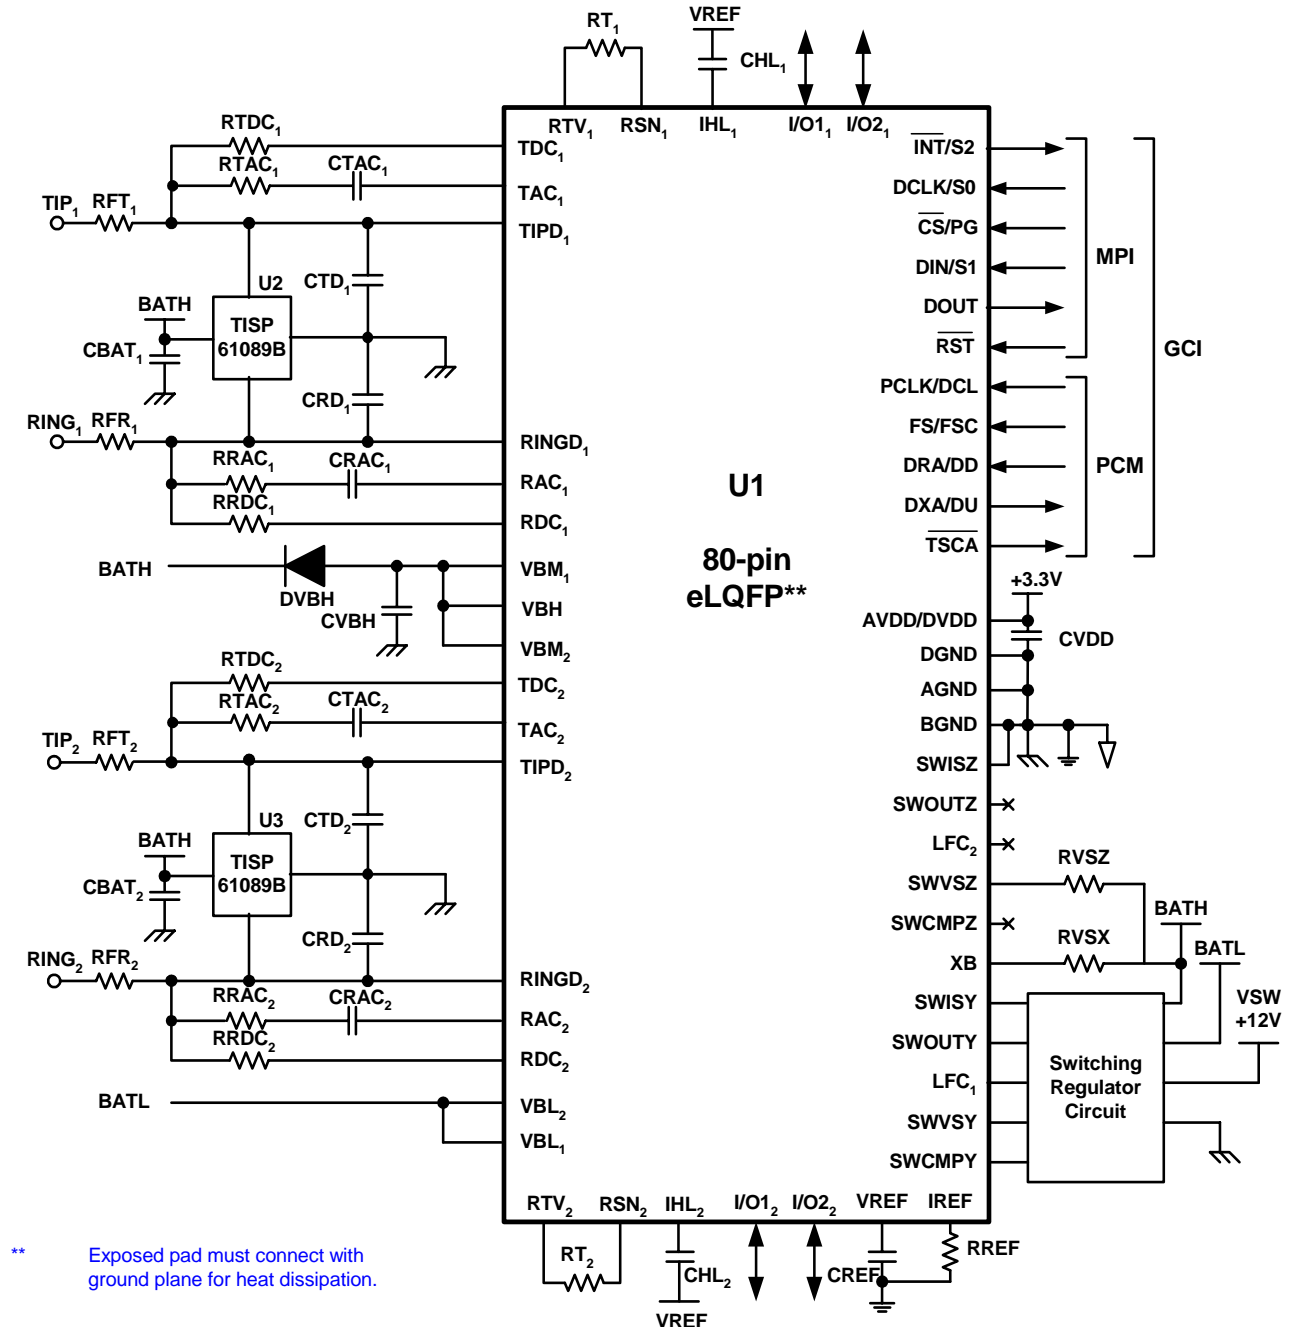 RT₁
VREF
CHL₁
RTV₁
RSN₁
IHL₁
I/O1₁
I/O2₁
RTDC₁
RTAC₁
CTAC₁
TIP₁
RFT₁
TDC₁
TAC₁
TIPD₁
U2
CTD₁
BATH
TISP
61089B
CBAT₁
CRD₁
RING₁
RFR₁
RRAC₁
CRAC₁
RRDC₁
RINGD₁
RAC₁
RDC₁
BATH
DVBH
CVBH
VBM₁
VBH
VBM₂
RTDC₂
RTAC₂
CTAC₂
TIP₂
RFT₂
TDC₂
TAC₂
TIPD₂
U3
CTD₂
BATH
TISP
61089B
CBAT₂
CRD₂
RING₂
RFR₂
RRAC₂
CRAC₂
RRDC₂
RINGD₂
RAC₂
RDC₂
BATL
VBL₂
VBL₁
U1
80-pin
eLQFP**
INT/S2
DCLK/S0
CS/PG
DIN/S1
DOUT
RST
PCLK/DCL
FS/FSC
DRA/DD
DXA/DU
TSCA
MPI
PCM
GCI
+3.3V
AVDD/DVDD
CVDD
DGND
AGND
BGND
SWISZ
SWOUTZ
LFC₂
SWVSZ
RVSZ
SWCMPZ
BATH
XB
RVSX
BATL
SWISY
VSW
+12V
SWOUTY
LFC₁
SWVSY
SWCMPY
Switching
Regulator
Circuit
RTV₂
RSN₂
IHL₂
I/O1₂
I/O2₂
VREF
IREF
RT₂
CHL₂
CREF
RREF
VREF
** Exposed pad must connect with
ground plane for heat dissipation.